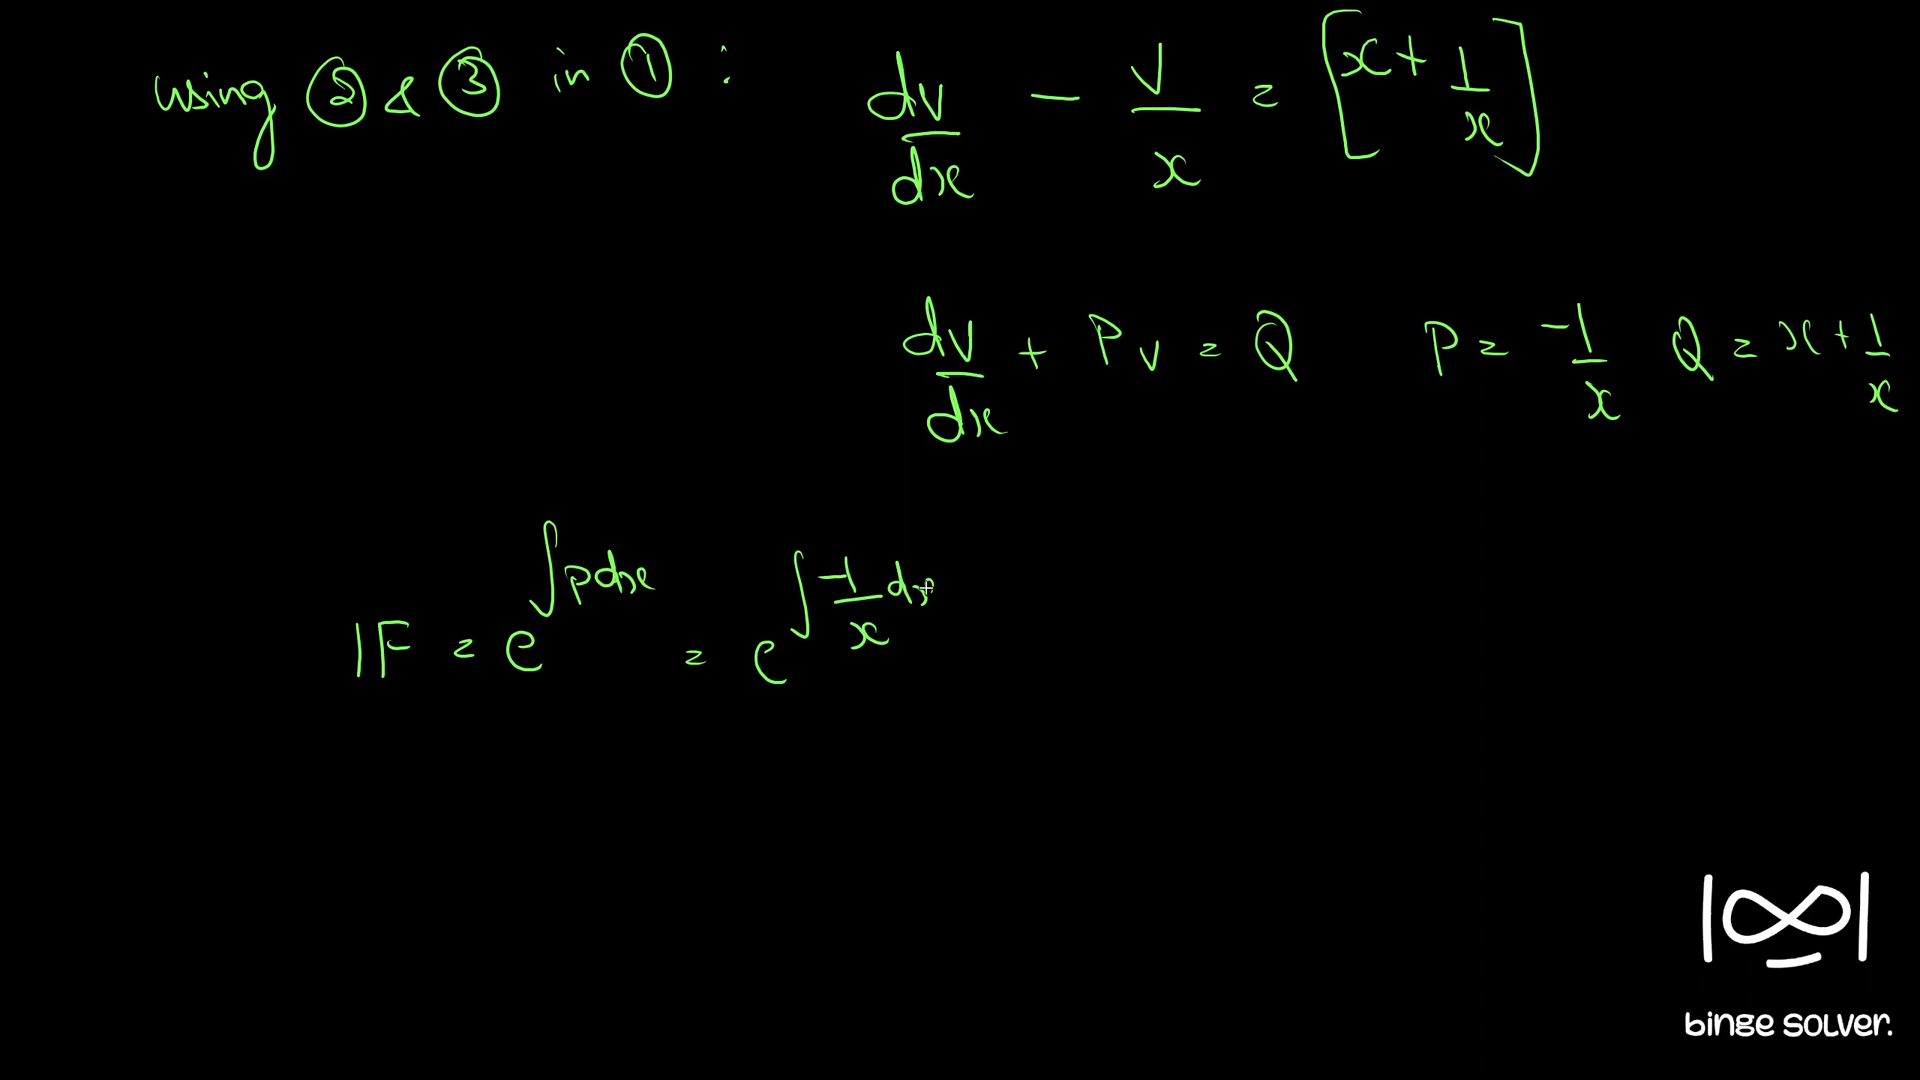 using ② & ③ in ① : dv/dx - v/x = [x + 1/x]
dv/dx + Pv = Q P = -1/x Q = x + 1/x
IF = e^∫pdx = e^∫-1/x dx
binge solver.